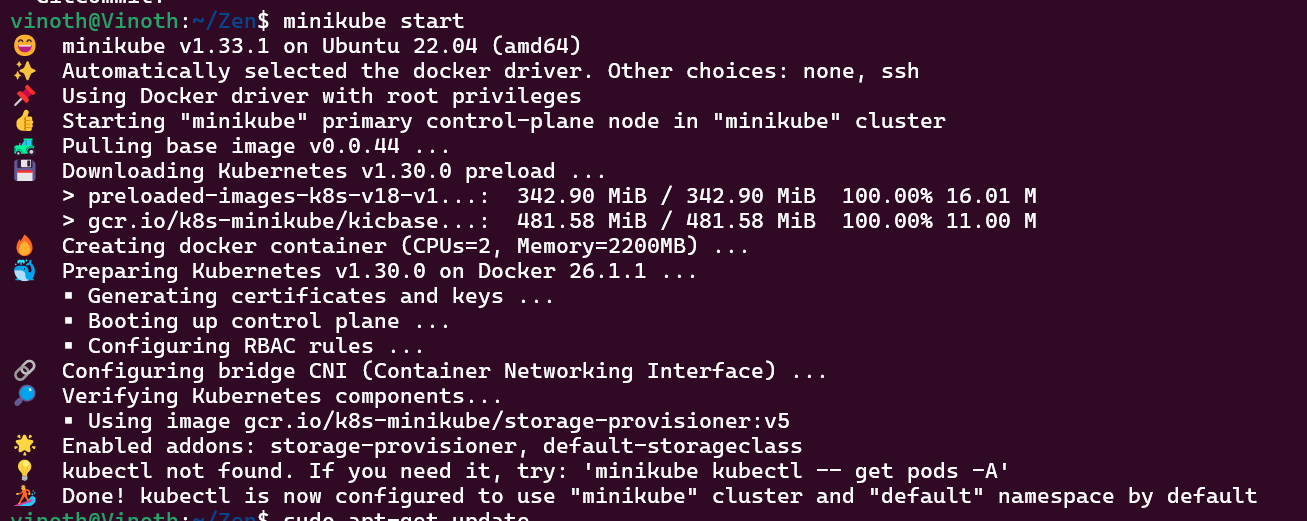 GitCommit:
vinoth@Vinoth:~/Zen$ minikube start
😄 minikube v1.33.1 on Ubuntu 22.04 (amd64)
✨ Automatically selected the docker driver. Other choices: none, ssh
📌 Using Docker driver with root privileges
👍 Starting "minikube" primary control-plane node in "minikube" cluster
🚜 Pulling base image v0.0.44 ...
💾 Downloading Kubernetes v1.30.0 preload ...
> preloaded-images-k8s-v18-v1...: 342.90 MiB / 342.90 MiB 100.00% 16.01 M
> gcr.io/k8s-minikube/kicbase...: 481.58 MiB / 481.58 MiB 100.00% 11.00 M
🔥 Creating docker container (CPUs=2, Memory=2200MB) ...
🐳 Preparing Kubernetes v1.30.0 on Docker 26.1.1 ...
▪ Generating certificates and keys ...
▪ Booting up control plane ...
▪ Configuring RBAC rules ...
🔗 Configuring bridge CNI (Container Networking Interface) ...
🔎 Verifying Kubernetes components...
▪ Using image gcr.io/k8s-minikube/storage-provisioner:v5
🌟 Enabled addons: storage-provisioner, default-storageclass
💡 kubectl not found. If you need it, try: 'minikube kubectl -- get pods -A'
🏄 Done! kubectl is now configured to use "minikube" cluster and "default" namespace by default
vinoth@Vinoth:~/Zen$ sudo apt-get update